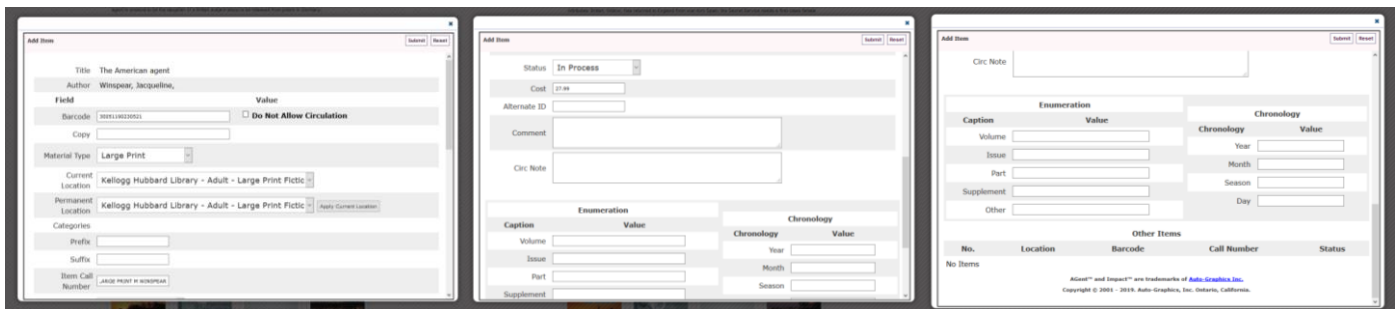 Add Item
Submit Reset
Title The American agent
Author Winspear, Jacqueline,
Field Value
Barcode Do Not Allow Circulation
Copy
Material Type Large Print
Current Location Kellogg Hubbard Library - Adult - Large Print Fictic
Permanent Location Kellogg Hubbard Library - Adult - Large Print Fictic Apply Current Location
Categories
Prefix
Suffix
Item Call Number LARGE PRINT M WINSPEAR
Add Item
Submit Reset
Status In Process
Cost 27.99
Alternate ID
Comment
Circ Note
Enumeration
Caption Value
Volume
Issue
Part
Supplement
Chronology
Chronology Value
Year
Month
Season
Add Item
Submit Reset
Circ Note
Enumeration
Caption Value
Volume
Issue
Part
Supplement
Other
Chronology
Chronology Value
Year
Month
Season
Day
Other Items
No. Location Barcode Call Number Status
No Items
AGent™ and Impact™ are trademarks of Auto-Graphics Inc.
Copyright © 2001 - 2019. Auto-Graphics, Inc. Ontario, California.